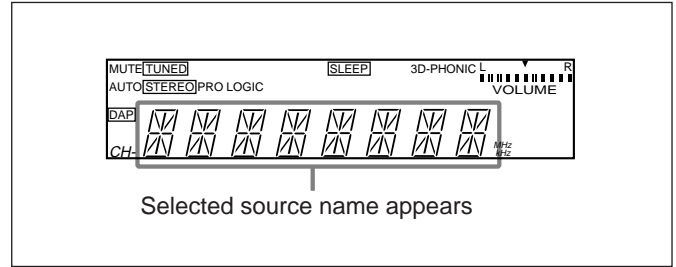 MUTE TUNED SLEEP 3D-PHONIC L R
AUTO STEREO PRO LOGIC VOLUME
DAP
CH- MHz
kHz
Selected source name appears